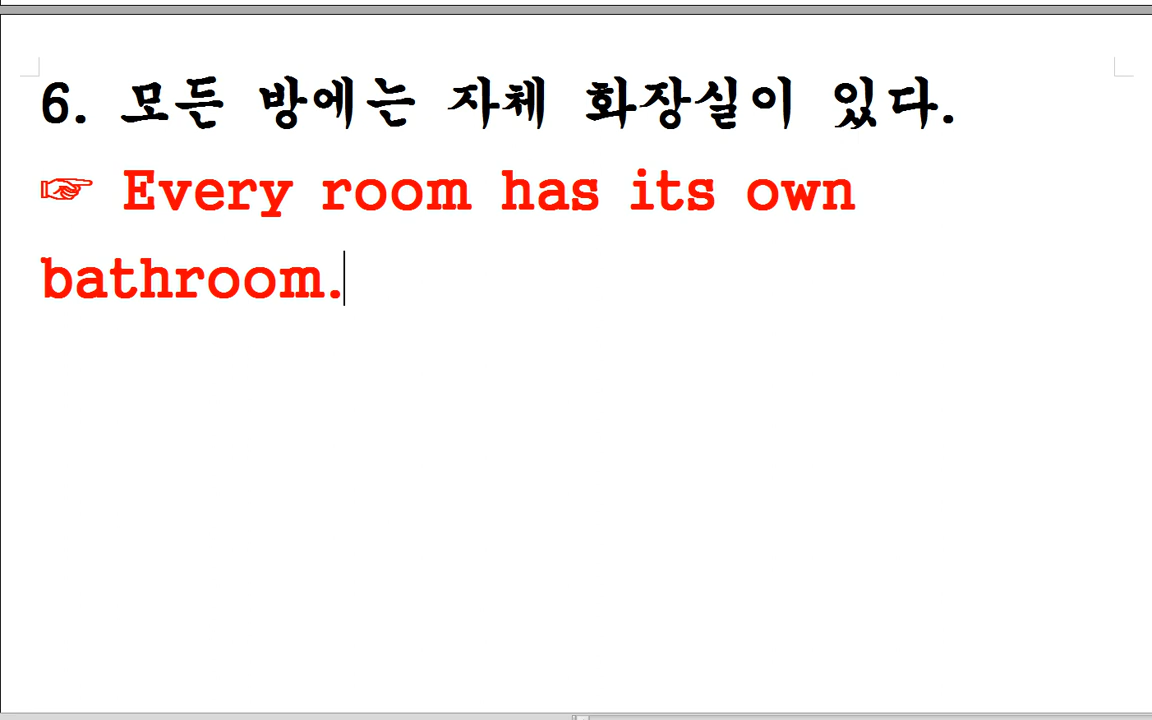 6. 모든 방에는 자체 화장실이 있다.
☞ Every room has its own
bathroom.